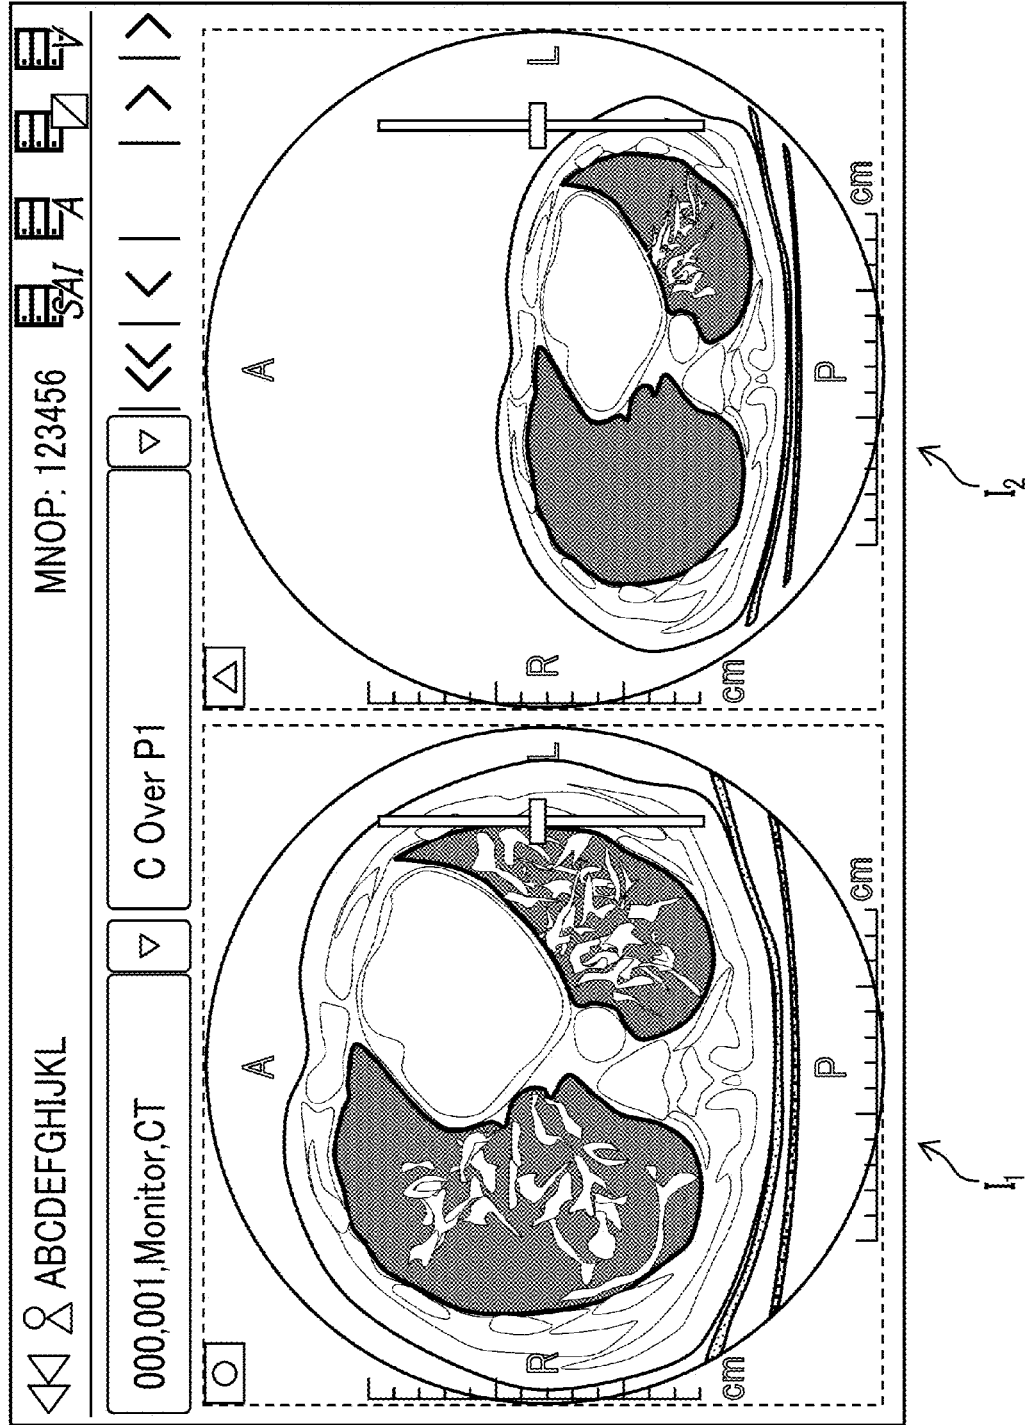 ABCDEFGHIJKL MNOP: 123456 SAI A V
000,001,Monitor,CT C Over P1
A A
R L R L
P P
cm cm cm cm
I1 I2